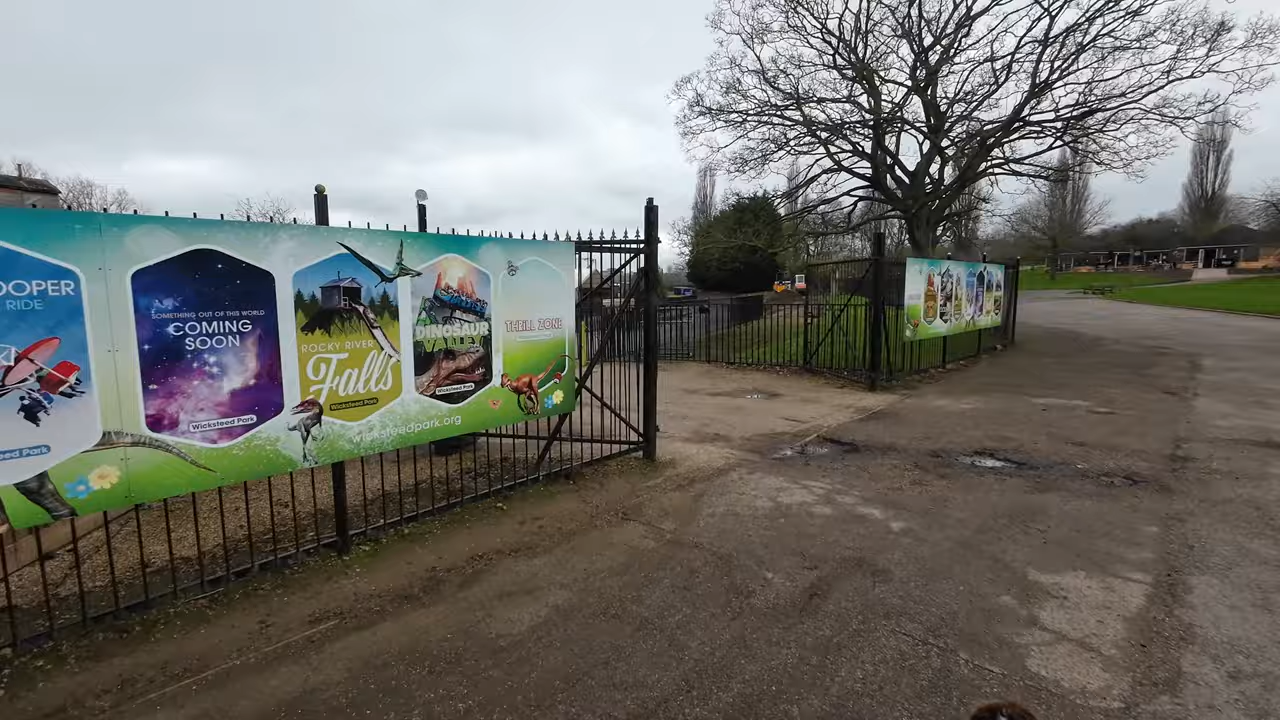 OOPER
RIDE
eed Park
SOMETHING OUT OF THIS WORLD
COMING
SOON
Wicksteed Park
ROCKY RIVER
Falls
Wicksteed Park
DINOSAUR
VALLEY
Wicksteed Park
THRILL ZONE
wicksteedpark.org